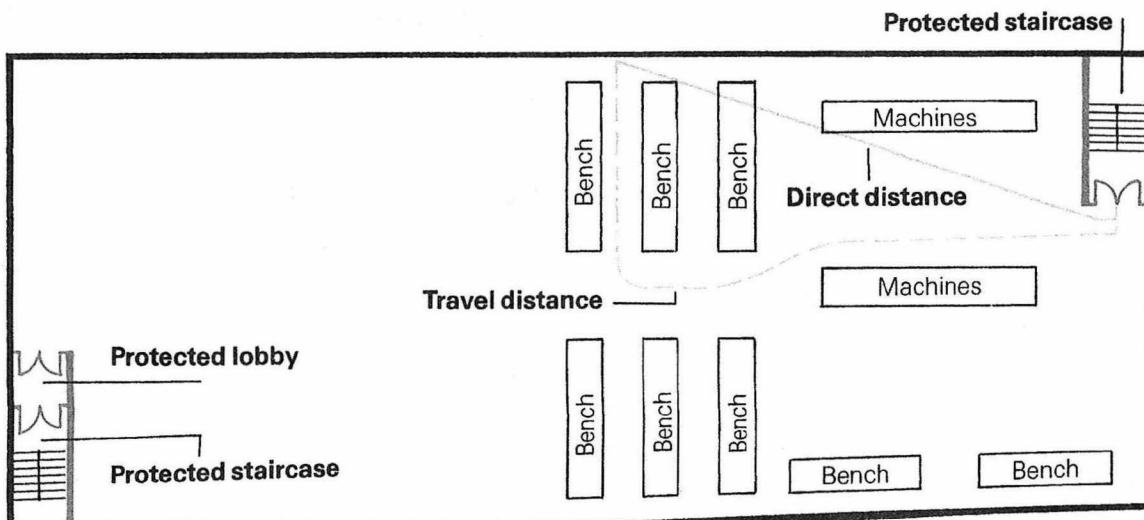 Protected staircase
Machines
Bench
Bench
Bench
Direct distance
Machines
Travel distance
Protected lobby
Bench
Bench
Bench
Protected staircase
Bench
Bench